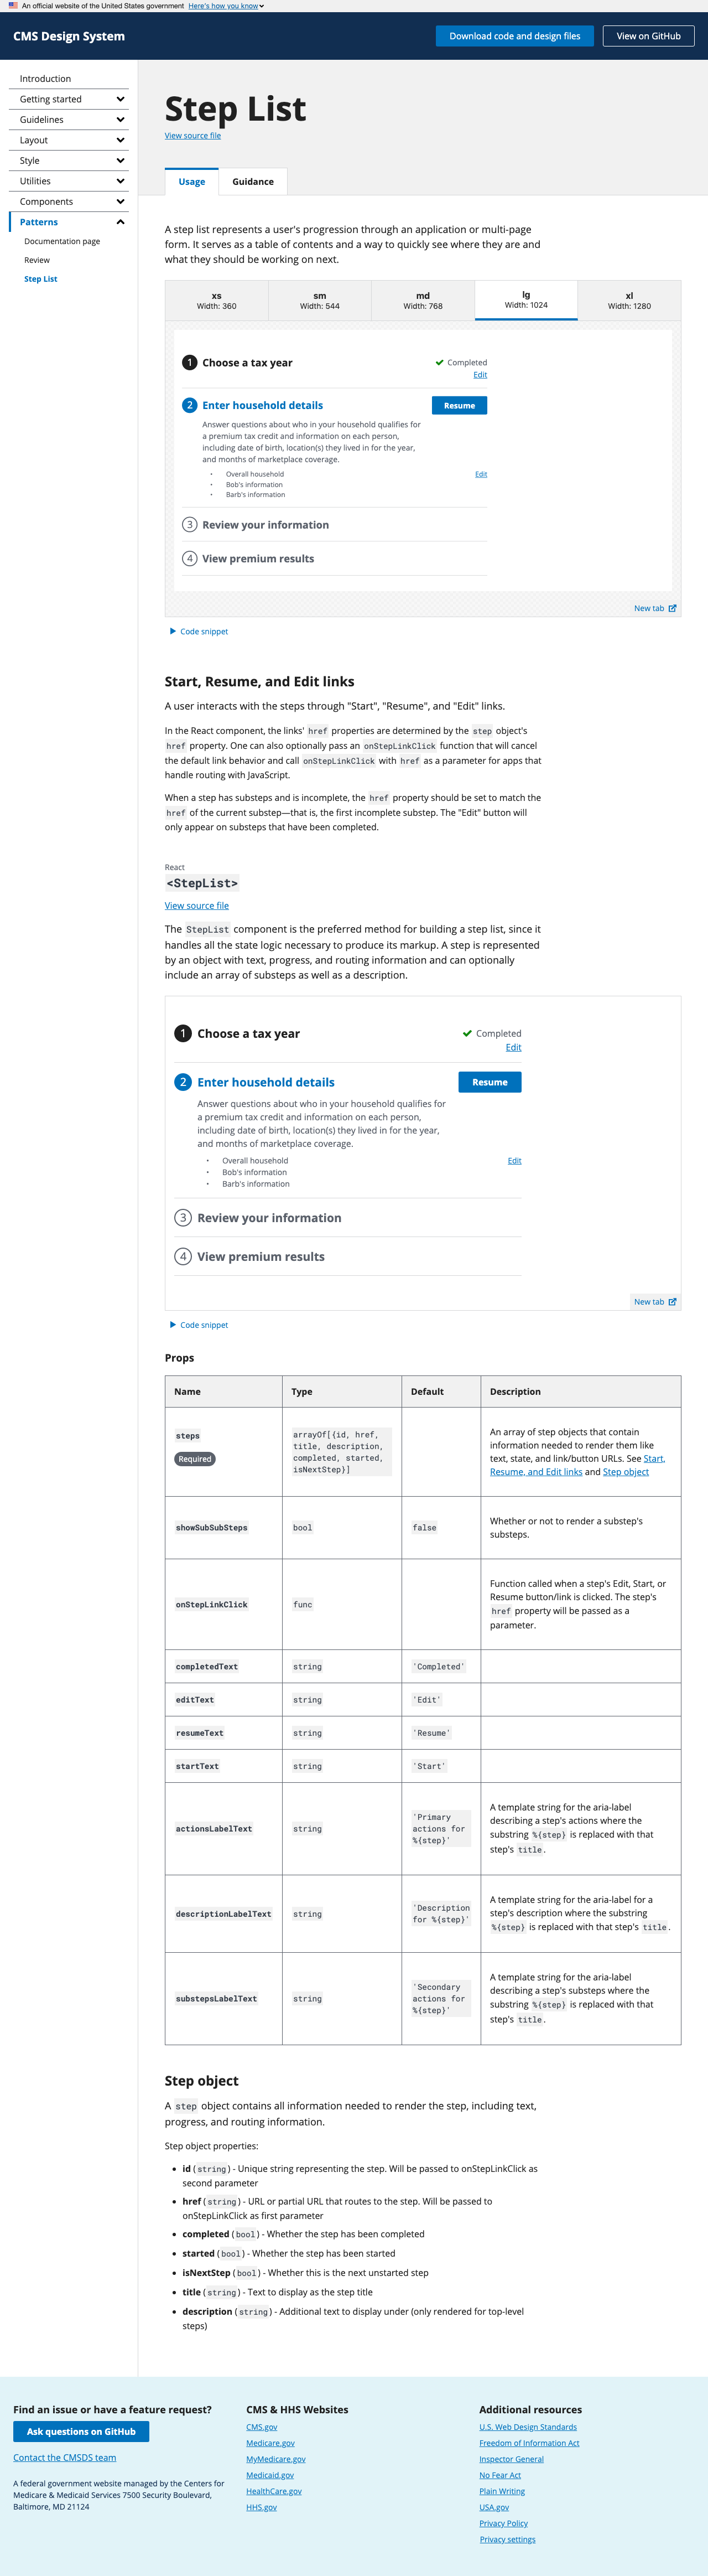 An official website of the United States government Here's how you know
CMS Design System
Download code and design files
View on GitHub
Introduction
Getting started
Guidelines
Layout
Style
Utilities
Components
Patterns
Documentation page
Review
Step List
Step List
View source file
Usage
Guidance
A step list represents a user's progression through an application or multi-page
form. It serves as a table of contents and a way to quickly see where they are and
what they should be working on next.
xs
Width: 360
sm
Width: 544
md
Width: 768
lg
Width: 1024
xl
Width: 1280
1 Choose a tax year
Completed
Edit
2 Enter household details
Resume
Answer questions about who in your household qualifies for
a premium tax credit and information on each person,
including date of birth, location(s) they lived in for the year,
and months of marketplace coverage.
• Overall household
Edit
• Bob's information
• Barb's information
3 Review your information
4 View premium results
New tab
Code snippet
Start, Resume, and Edit links
A user interacts with the steps through "Start", "Resume", and "Edit" links.
In the React component, the links' href properties are determined by the step object's
href property. One can also optionally pass an onStepLinkClick function that will cancel
the default link behavior and call onStepLinkClick with href as a parameter for apps that
handle routing with JavaScript.
When a step has substeps and is incomplete, the href property should be set to match the
href of the current substep—that is, the first incomplete substep. The "Edit" button will
only appear on substeps that have been completed.
React
<StepList>
View source file
The StepList component is the preferred method for building a step list, since it
handles all the state logic necessary to produce its markup. A step is represented
by an object with text, progress, and routing information and can optionally
include an array of substeps as well as a description.
1 Choose a tax year
Completed
Edit
2 Enter household details
Resume
Answer questions about who in your household qualifies for
a premium tax credit and information on each person,
including date of birth, location(s) they lived in for the year,
and months of marketplace coverage.
• Overall household
Edit
• Bob's information
• Barb's information
3 Review your information
4 View premium results
New tab
Code snippet
Props
Name Type Default Description
steps
Required
arrayOf[{id, href,
title, description,
completed, started,
isNextStep}]
An array of step objects that contain
information needed to render them like
text, state, and link/button URLs. See Start,
Resume, and Edit links and Step object
showSubSubSteps
bool
false
Whether or not to render a substep's
substeps.
onStepLinkClick
func
Function called when a step's Edit, Start, or
Resume button/link is clicked. The step's
href property will be passed as a
parameter.
completedText string 'Completed'
editText string 'Edit'
resumeText string 'Resume'
startText string 'Start'
actionsLabelText
string
'Primary
actions for
%{step}'
A template string for the aria-label
describing a step's actions where the
substring %{step} is replaced with that
step's title.
descriptionLabelText
string
'Description
for %{step}'
A template string for the aria-label for a
step's description where the substring
%{step} is replaced with that step's title.
substepsLabelText
string
'Secondary
actions for
%{step}'
A template string for the aria-label
describing a step's substeps where the
substring %{step} is replaced with that
step's title.
Step object
A step object contains all information needed to render the step, including text,
progress, and routing information.
Step object properties:
• id (string) - Unique string representing the step. Will be passed to onStepLinkClick as
second parameter
• href (string) - URL or partial URL that routes to the step. Will be passed to
onStepLinkClick as first parameter
• completed (bool) - Whether the step has been completed
• started (bool) - Whether the step has been started
• isNextStep (bool) - Whether this is the next unstarted step
• title (string) - Text to display as the step title
• description (string) - Additional text to display under (only rendered for top-level
steps)
Find an issue or have a feature request?
Ask questions on GitHub
Contact the CMSDS team
A federal government website managed by the Centers for
Medicare & Medicaid Services 7500 Security Boulevard,
Baltimore, MD 21124
CMS & HHS Websites
CMS.gov
Medicare.gov
MyMedicare.gov
Medicaid.gov
HealthCare.gov
HHS.gov
Additional resources
U.S. Web Design Standards
Freedom of Information Act
Inspector General
No Fear Act
Plain Writing
USA.gov
Privacy Policy
Privacy settings